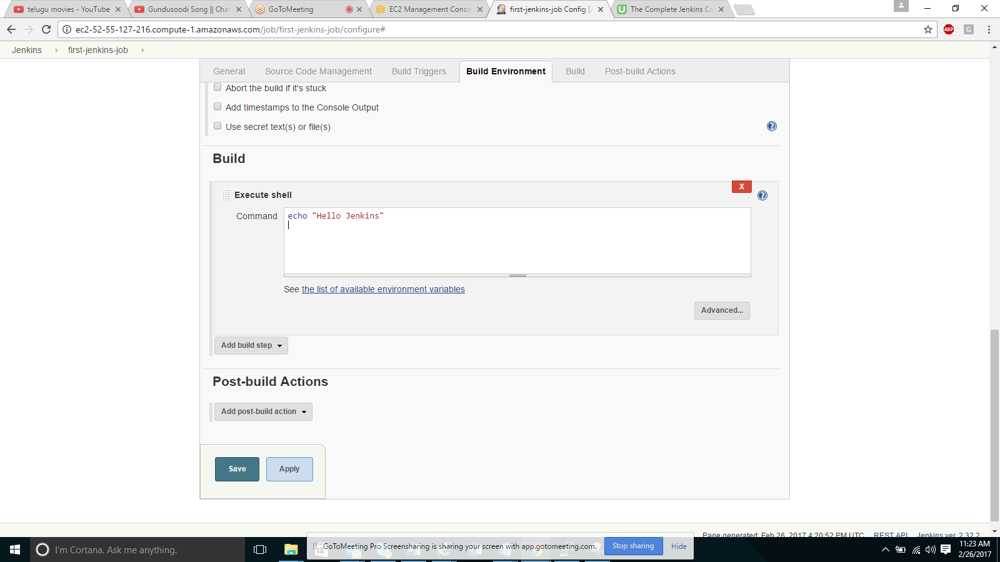 telugu movies - YouTube
Gundusoodi Song || Chat
GoToMeeting
EC2 Management Conso
first-jenkins-job Config [J
The Complete Jenkins Co
ec2-52-55-127-216.compute-1.amazonaws.com/job/first-jenkins-job/configure#
ABP
G
Jenkins
first-jenkins-job
General
Source Code Management
Build Triggers
Build Environment
Build
Post-build Actions
Abort the build if it's stuck
Add timestamps to the Console Output
Use secret text(s) or file(s)
?
Build
X
Execute shell
?
Command
echo "Hello Jenkins"
See the list of available environment variables
Advanced...
Add build step
Post-build Actions
Add post-build action
Save
Apply
Page generated: Feb 26, 2017 4:20:52 PM UTC
REST API
Jenkins ver. 2.32.2
I'm Cortana. Ask me anything.
GoToMeeting Pro Screensharing is sharing your screen with app.gotomeeting.com.
Stop sharing
Hide
11:23 AM
2/26/2017